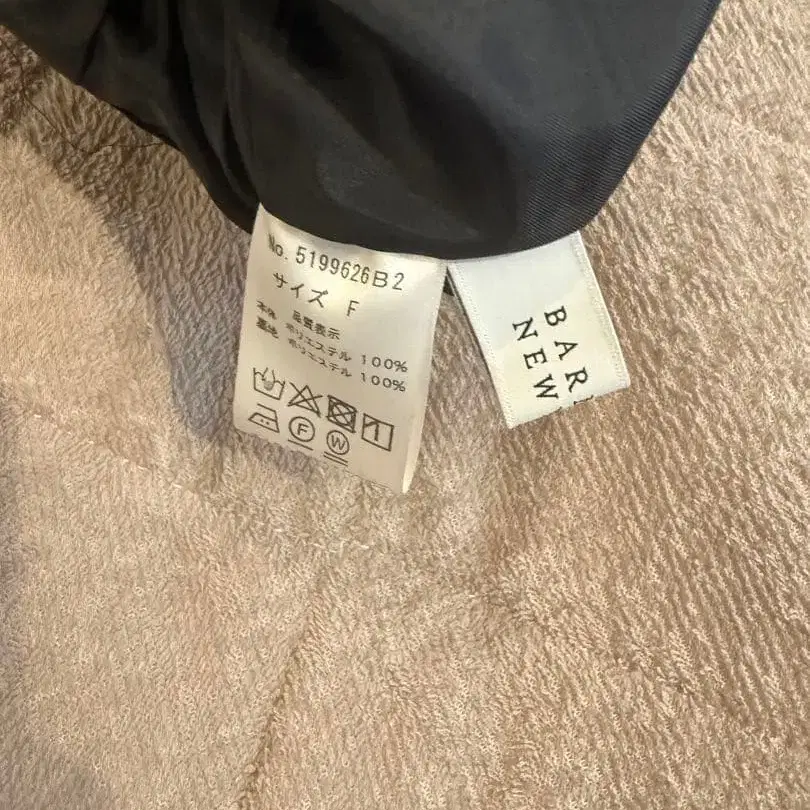 No. 5199626B2
サイズ F
品質表示
本体 ポリエステル 100%
裏地 ポリエステル 100%
F W
BAR
NEW